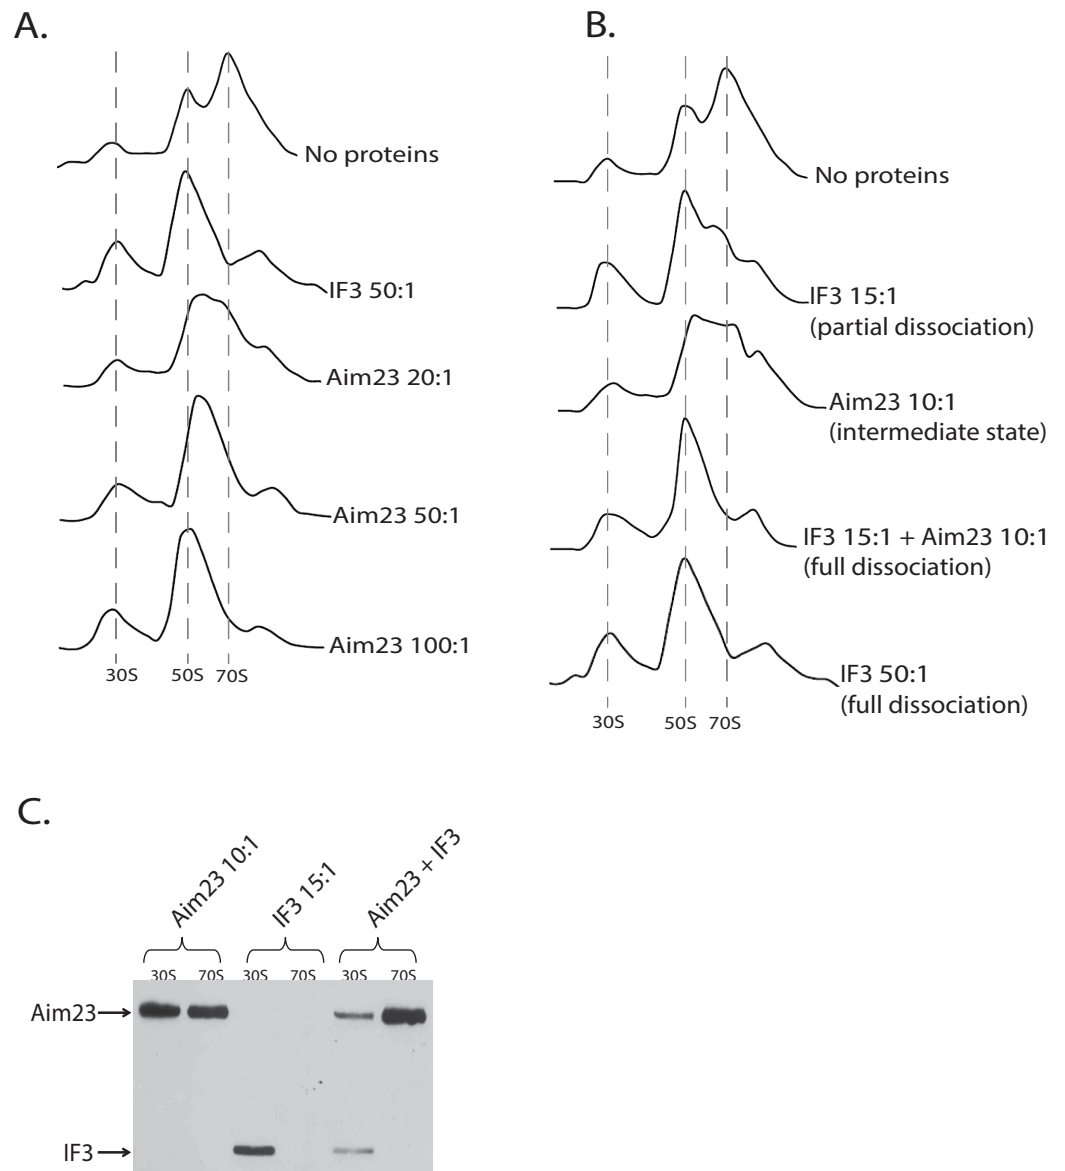 A.
No proteins
IF3 50:1
Aim23 20:1
Aim23 50:1
Aim23 100:1
30S 50S 70S
B.
No proteins
IF3 15:1
(partial dissociation)
Aim23 10:1
(intermediate state)
IF3 15:1 + Aim23 10:1
(full dissociation)
IF3 50:1
(full dissociation)
30S 50S 70S
C.
Aim23 10:1
IF3 15:1
Aim23 + IF3
30S 70S 30S 70S 30S 70S
Aim23
IF3